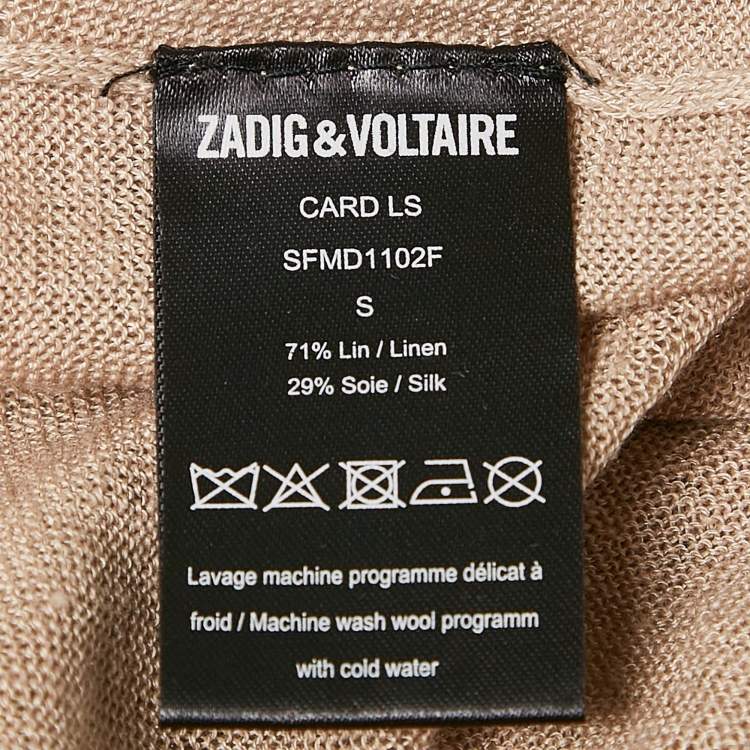 ZADIG&VOLTAIRE
CARD LS
SFMD1102F
S
71% Lin / Linen
29% Soie / Silk
Lavage machine programme délicat à
froid / Machine wash wool programm
with cold water